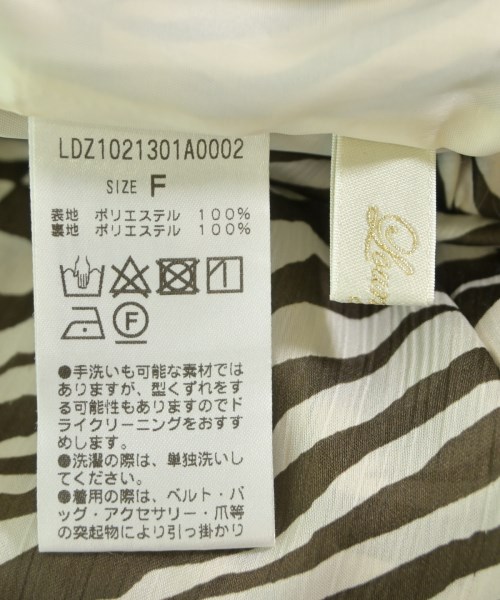 LDZ1021301A0002
SIZE F
表地 ポリエステル 100%
裏地 ポリエステル 100%
F
●手洗いも可能な素材では
ありますが、型くずれをす
る可能性もありますのでド
ライクリーニングをおすす
めします。
●洗濯の際は、単独洗いし
てください。
●着用の際は、ベルト・バ
ッグ・アクセサリー・爪等
の突起物により引っ掛かり